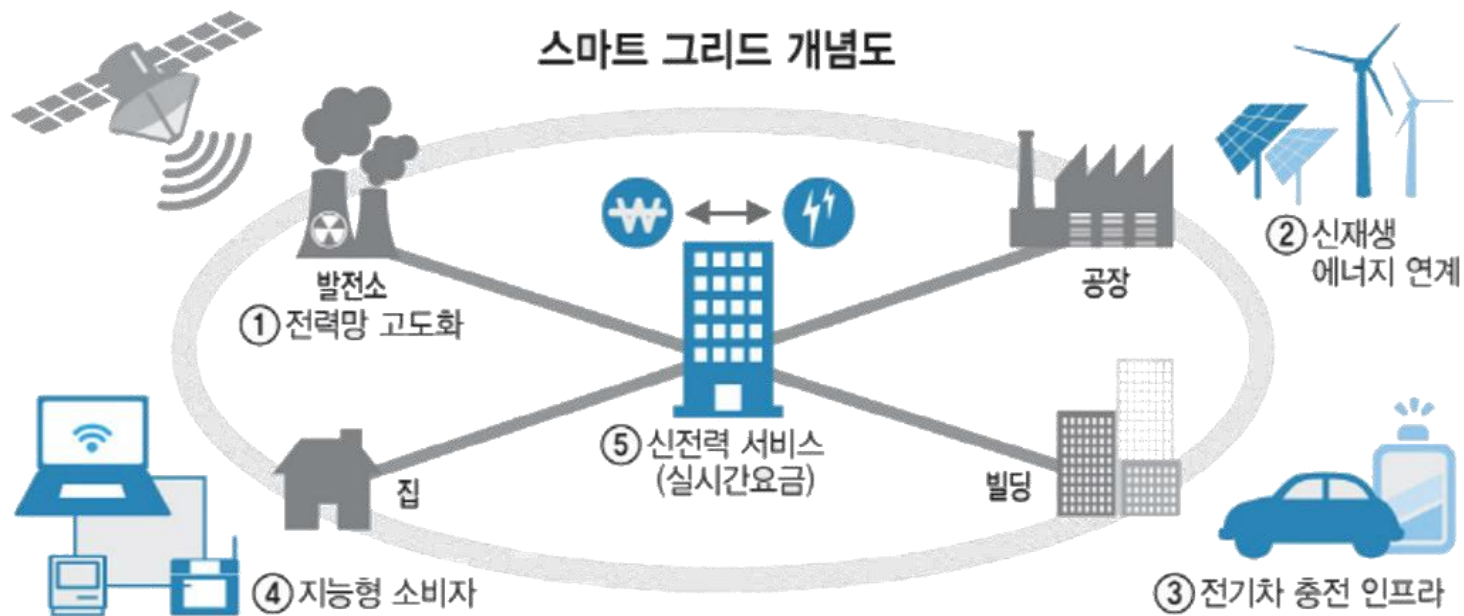 스마트 그리드 개념도
발전소
① 전력망 고도화
공장
② 신재생
에너지 연계
집
⑤ 신전력 서비스
(실시간요금)
빌딩
④ 지능형 소비자
③ 전기차 충전 인프라